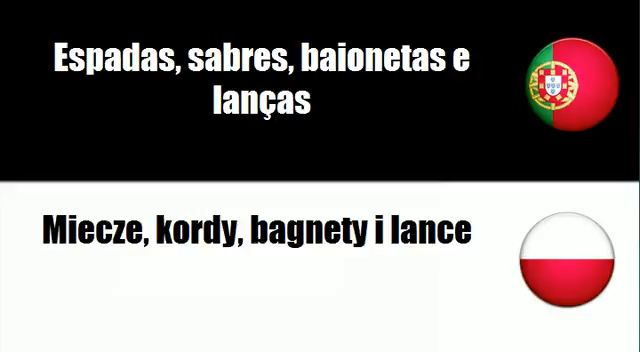 Espadas, sabres, baionetas e
lanças
Miecze, kordy, bagnety i lance